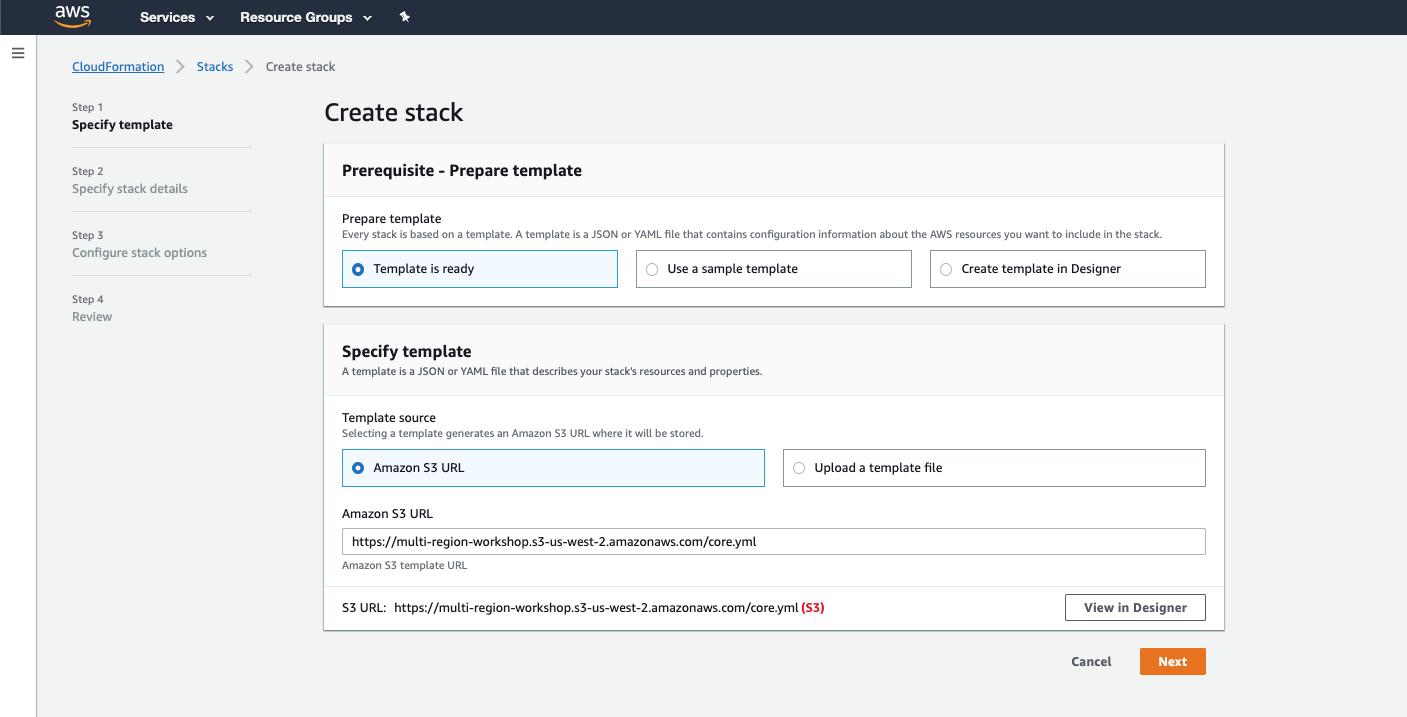 aws Services Resource Groups
CloudFormation Stacks Create stack
Step 1
Specify template
Step 2
Specify stack details
Step 3
Configure stack options
Step 4
Review
Create stack
Prerequisite - Prepare template
Prepare template
Every stack is based on a template. A template is a JSON or YAML file that contains configuration information about the AWS resources you want to include in the stack.
Template is ready
Use a sample template
Create template in Designer
Specify template
A template is a JSON or YAML file that describes your stack's resources and properties.
Template source
Selecting a template generates an Amazon S3 URL where it will be stored.
Amazon S3 URL
Upload a template file
Amazon S3 URL
https://multi-region-workshop.s3-us-west-2.amazonaws.com/core.yml
Amazon S3 template URL
S3 URL: https://multi-region-workshop.s3-us-west-2.amazonaws.com/core.yml (S3)
View in Designer
Cancel
Next